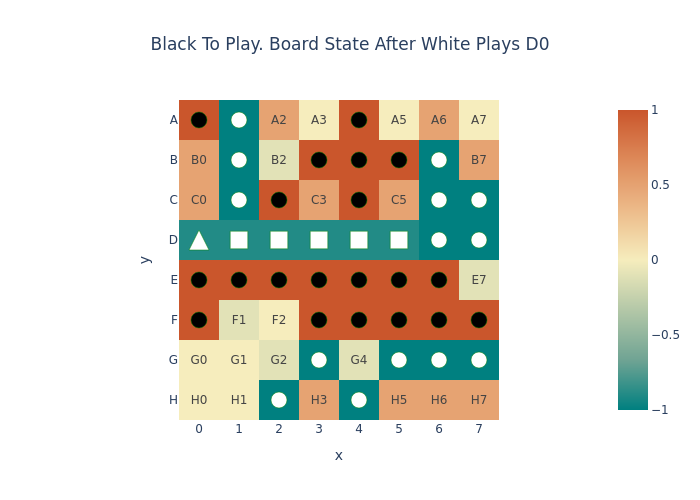 Black To Play. Board State After White Plays D0
A A2 A3 A5 A6 A7
B B0 B2 B7
C C0 C3 C5
D
E E7
F F1 F2
G G0 G1 G2 G4
H H0 H1 H3 H5 H6 H7
0 1 2 3 4 5 6 7
x
y
1
0.5
0
−0.5
−1